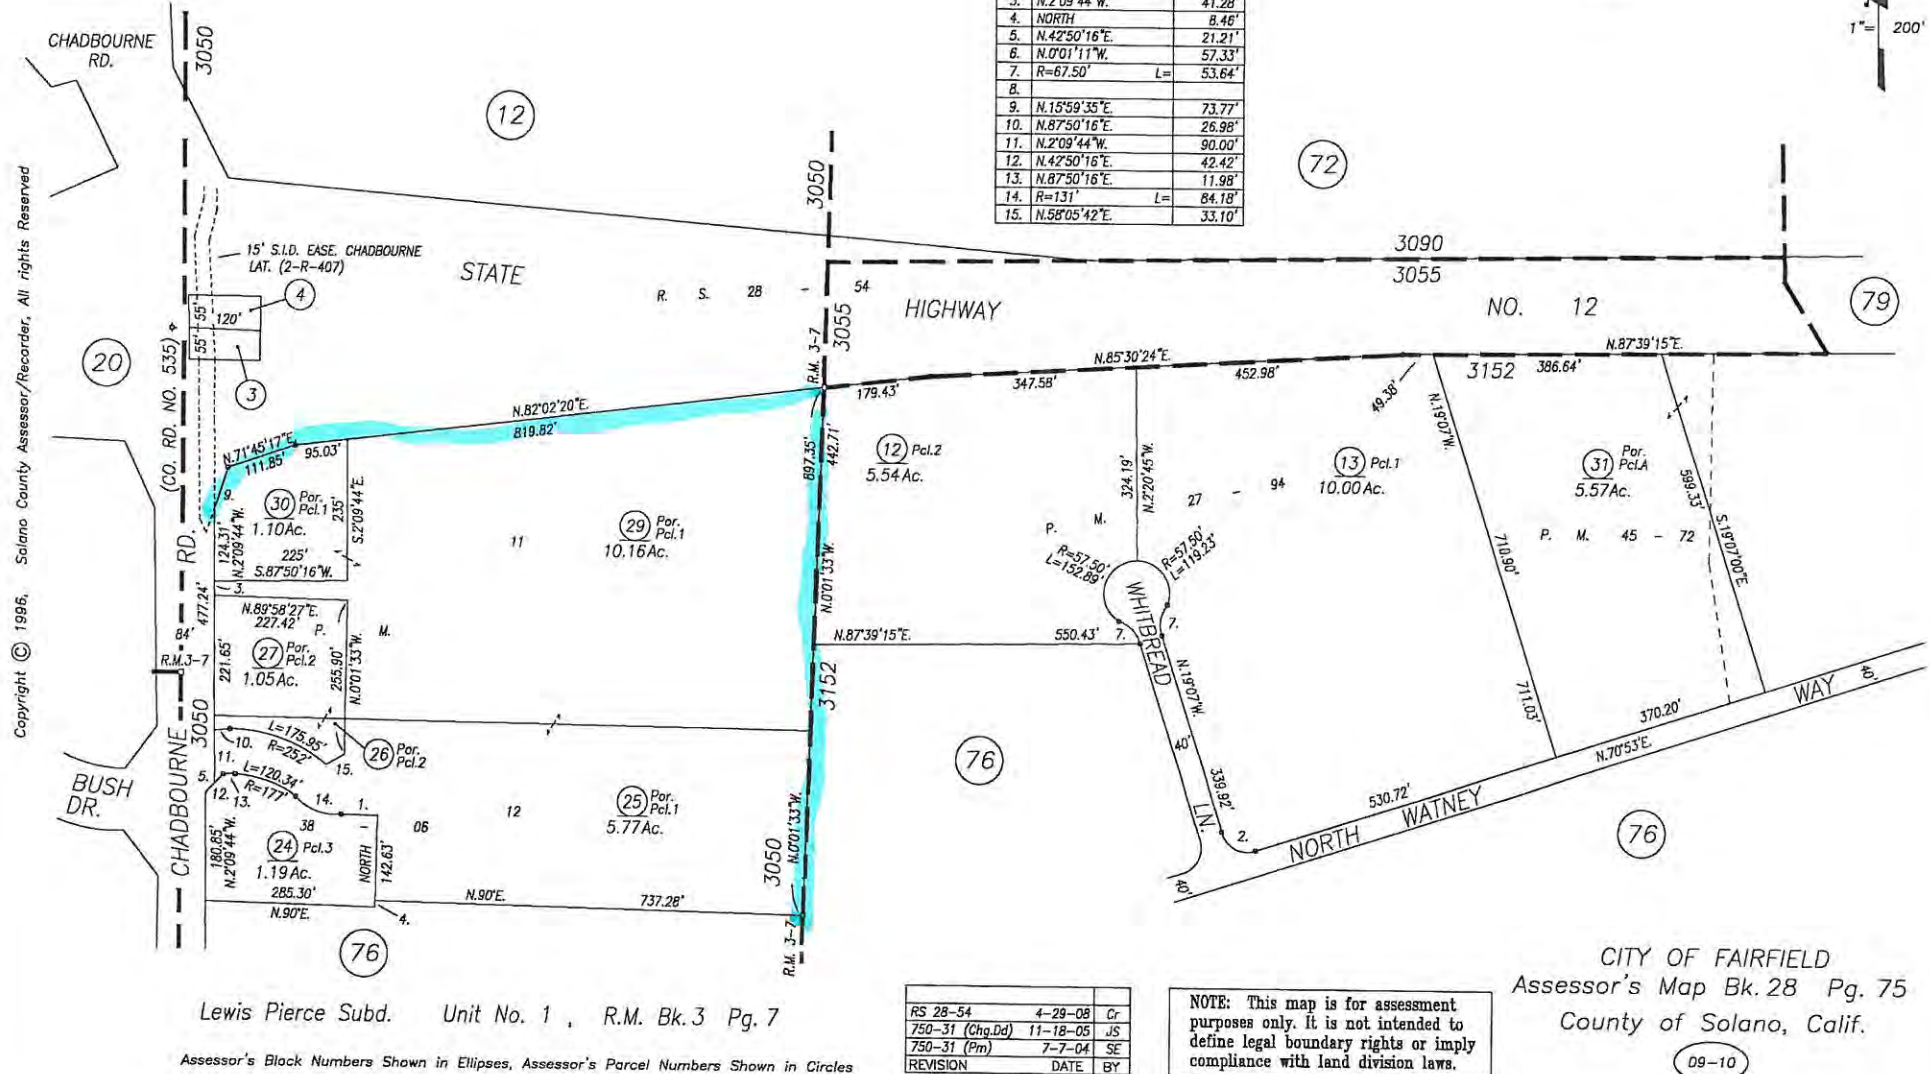 CHADBOURNE
RD.
3050
12
3. N.2°09'44"W. 41.28'
4. NORTH 8.46'
5. N.42°50'16"E. 21.21'
6. N.0°01'11"W. 57.33'
7. R=67.50' L= 53.64'
8.
9. N.15°59'35"E. 73.77'
10. N.87°50'16"E. 26.98'
11. N.2°09'44"W. 90.00'
12. N.42°50'16"E. 42.42'
13. N.87°50'16"E. 11.98'
14. R=131' L= 84.18'
15. N.58°05'42"E. 33.10'
1"= 200'
72
3050
Copyright © 1996, Solano County Assessor/Recorder, All rights Reserved
15' S.I.D. EASE. CHADBOURNE
LAT. (2-R-407)
STATE
R. S. 28 - 54
HIGHWAY
NO. 12
3090
3055
79
4
55'
120'
55'
3
20
(CO. RD. NO. 535)
3055
R.M. 3-7
N.85°30'24"E.
N.87°39'15"E.
179.43'
347.58'
452.98'
49.38'
3152
386.64'
N.82°02'20"E.
819.82'
N.71°45'17"E.
111.85'
95.03'
9.
30 Por. Pcl.1
1.10Ac.
124.31'
N.2°09'44"W.
235'
S.2°09'44"E.
225'
S.87°50'16"W.
3.
11
29 Por. Pcl.1
10.16Ac.
897.35'
442.71'
N.0°01'33"W.
12 Pcl.2
5.54Ac.
324.19'
N.2°20'45"W.
P. M. 27 - 94
13 Pcl.1
10.00Ac.
N.19°07'W.
710.90'
31 Por. Pcl.A
5.57Ac.
P. M. 45 - 72
599.33'
S.19°07'00"E.
R=57.50'
L=152.89'
R=57.50'
L=119.23'
WHITBREAD
LN.
7.
7.
N.87°39'15"E.
550.43'
N.19°07'W.
40'
339.92'
2.
40'
711.03'
530.72'
370.20'
N.70°53'E.
NORTH WATNEY WAY
40'
76
76
RD.
477.24'
84'
R.M.3-7
N.89°58'27"E.
227.42'
P. M.
27 Por. Pcl.2
1.05Ac.
221.65'
255.90'
N.0°01'33"W.
3152
3050
CHADBOURNE
BUSH
DR.
L=175.95'
R=252'
10.
11.
15.
26 Por. Pcl.2
5.
L=120.34'
R=177'
12.
13.
14.
1.
38 - 06
12
25 Por. Pcl.1
5.77Ac.
24 Pcl.3
1.19Ac.
180.85'
N.2°09'44"W.
NORTH
142.63'
285.30'
N.90°E.
4.
N.90°E.
737.28'
3050
N.0°01'33"W.
R.M. 3-7
76
Lewis Pierce Subd. Unit No. 1 , R.M. Bk.3 Pg. 7
Assessor's Block Numbers Shown in Ellipses, Assessor's Parcel Numbers Shown in Circles
RS 28-54 4-29-08 Cr
750-31 (Chg.Dd) 11-18-05 JS
750-31 (Pm) 7-7-04 SE
REVISION DATE BY
NOTE: This map is for assessment
purposes only. It is not intended to
define legal boundary rights or imply
compliance with land division laws.
CITY OF FAIRFIELD
Assessor's Map Bk. 28 Pg. 75
County of Solano, Calif.
09-10